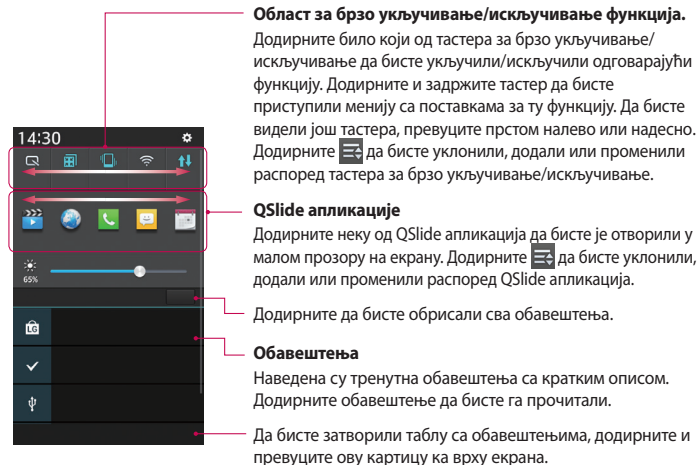 Област за брзо укључивање/искључивање функција.
Додирните било који од тастера за брзо укључивање/
искључивање да бисте укључили/искључили одговарајући
функцију. Додирните и задржите тастер да бисте
приступили менију са поставкама за ту функцију. Да бисте
видели још тастера, превуците прстом налево или надесно.
Додирните да бисте уклонили, додали или променили
распоред тастера за брзо укључивање/искључивање.
14:30
QSlide апликације
Додирните неку од QSlide апликација да бисте је отворили у
малом прозору на екрану. Додирните да бисте уклонили,
додали или променили распоред QSlide апликација.
65%
Додирните да бисте обрисали сва обавештења.
LG
Обавештења
Наведена су тренутна обавештења са кратким описом.
Додирните обавештење да бисте га прочитали.
Да бисте затворили таблу са обавештењима, додирните и
превуците ову картицу ка врху екрана.